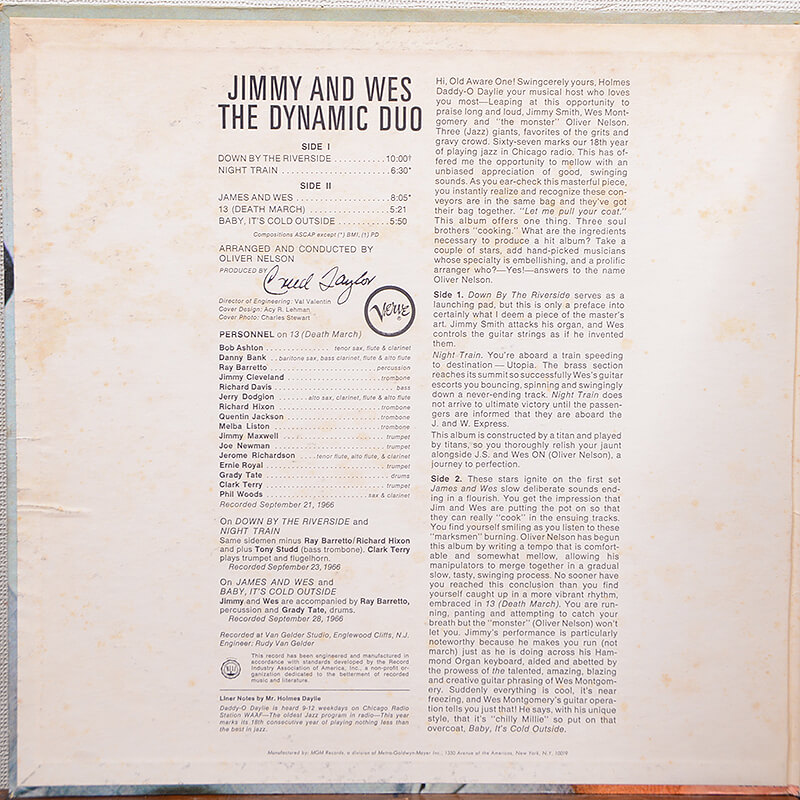 JIMMY AND WES
THE DYNAMIC DUO
SIDE I
DOWN BY THE RIVERSIDE . . . . . . . . . . 10:00†
NIGHT TRAIN . . . . . . . . . . . . . . . . . . . . . 6:30*
SIDE II
JAMES AND WES . . . . . . . . . . . . . . . . . 8:05*
13 (DEATH MARCH) . . . . . . . . . . . . . . . 5:21
BABY, IT'S COLD OUTSIDE . . . . . . . . . . 5:50
Compositions ASCAP except (*) BMI, (†) PD
ARRANGED AND CONDUCTED BY
OLIVER NELSON
PRODUCED BY Creed Taylor
Director of Engineering: Val Valentin
Cover Design: Acy R. Lehman
Cover Photo: Charles Stewart
Verve
PERSONNEL on 13 (Death March)
Bob Ashton . . . . . . . . . . . . . . tenor sax, flute & clarinet
Danny Bank . . baritone sax, bass clarinet, flute & alto flute
Ray Barretto . . . . . . . . . . . . . . . . . . . . . . percussion
Jimmy Cleveland . . . . . . . . . . . . . . . . . . . . trombone
Richard Davis . . . . . . . . . . . . . . . . . . . . . . . . . bass
Jerry Dodgion . . . . . . . alto sax, clarinet, flute & alto flute
Richard Hixon . . . . . . . . . . . . . . . . . . . . . . trombone
Quentin Jackson . . . . . . . . . . . . . . . . . . . . trombone
Melba Liston . . . . . . . . . . . . . . . . . . . . . . . trombone
Jimmy Maxwell . . . . . . . . . . . . . . . . . . . . . . trumpet
Joe Newman . . . . . . . . . . . . . . . . . . . . . . . . trumpet
Jerome Richardson . . . . tenor flute, alto flute, & clarinet
Ernie Royal . . . . . . . . . . . . . . . . . . . . . . . . . trumpet
Grady Tate . . . . . . . . . . . . . . . . . . . . . . . . . . drums
Clark Terry . . . . . . . . . . . . . . . . . . . . . . . . . trumpet
Phil Woods . . . . . . . . . . . . . . . . . . . . . sax & clarinet
Recorded September 21, 1966
On DOWN BY THE RIVERSIDE and
NIGHT TRAIN
Same sidemen minus Ray Barretto/Richard Hixon
and plus Tony Studd (bass trombone). Clark Terry
plays trumpet and flugelhorn.
Recorded September 23, 1966
On JAMES AND WES and
BABY, IT'S COLD OUTSIDE
Jimmy and Wes are accompanied by Ray Barretto,
percussion and Grady Tate, drums.
Recorded September 28, 1966
Recorded at Van Gelder Studio, Englewood Cliffs, N.J.
Engineer: Rudy Van Gelder
This record has been engineered and manufactured in
accordance with standards developed by the Record
Industry Association of America, Inc., a non-profit or-
ganization dedicated to the betterment of recorded
music and literature.
Liner Notes by Mr. Holmes Daylie
Daddy-O Daylie is heard 9-12 weekdays on Chicago Radio
Station WAAF—The oldest Jazz program in radio—This year
marks its 18th consecutive year of playing nothing less than
the best in jazz.
Hi, Old Aware One! Swingcerely yours, Holmes
Daddy-O Daylie your musical host who loves
you most—Leaping at this opportunity to
praise long and loud, Jimmy Smith, Wes Mont-
gomery and "the monster" Oliver Nelson.
Three (Jazz) giants, favorites of the grits and
gravy crowd. Sixty-seven marks our 18th year
of playing jazz in Chicago radio. This has of-
fered me the opportunity to mellow with an
unbiased appreciation of good, swinging
sounds. As you ear-check this masterful piece,
you instantly realize and recognize these con-
veyors are in the same bag and they've got
their bag together. "Let me pull your coat."
This album offers one thing. Three soul
brothers "cooking." What are the ingredients
necessary to produce a hit album? Take a
couple of stars, add hand-picked musicians
whose specialty is embellishing, and a prolific
arranger who?—Yes!—answers to the name
Oliver Nelson.
Side 1. Down By The Riverside serves as a
launching pad, but this is only a preface into
certainly what I deem a piece of the master's
art. Jimmy Smith attacks his organ, and Wes
controls the guitar strings as if he invented
them.
Night Train. You're aboard a train speeding
to destination — Utopia. The brass section
reaches its summit so successfully Wes's guitar
escorts you bouncing, spinning and swingingly
down a never-ending track. Night Train does
not arrive to ultimate victory until the passen-
gers are informed that they are aboard the
J. and W. Express.
This album is constructed by a titan and played
by titans, so you thoroughly relish your jaunt
alongside J.S. and Wes ON (Oliver Nelson), a
journey to perfection.
Side 2. These stars ignite on the first set
James and Wes slow deliberate sounds end-
ing in a flourish. You get the impression that
Jim and Wes are putting the pot on so that
they can really "cook" in the ensuing tracks.
You find yourself smiling as you listen to these
"marksmen" burning. Oliver Nelson has begun
this album by writing a tempo that is comfort-
able and somewhat mellow, allowing his
manipulators to merge together in a gradual
slow, tasty, swinging process. No sooner have
you reached this conclusion than you find
yourself caught up in a more vibrant rhythm,
embraced in 13 (Death March). You are run-
ning, panting and attempting to catch your
breath but the "monster" (Oliver Nelson) won't
let you. Jimmy's performance is particularly
noteworthy because he makes you run (not
march) just as he is doing across his Ham-
mond Organ keyboard, aided and abetted by
the prowess of the talented, amazing, blazing
and creative guitar phrasing of Wes Montgom-
ery. Suddenly everything is cool, it's near
freezing, and Wes Montgomery's guitar opera-
tion tells you just that! He says, with his unique
style, that it's "chilly Millie" so put on that
overcoat, Baby, It's Cold Outside.
Manufactured by: MGM Records, a division of Metro-Goldwyn-Mayer Inc., 1350 Avenue of the Americas, New York, N.Y. 10019